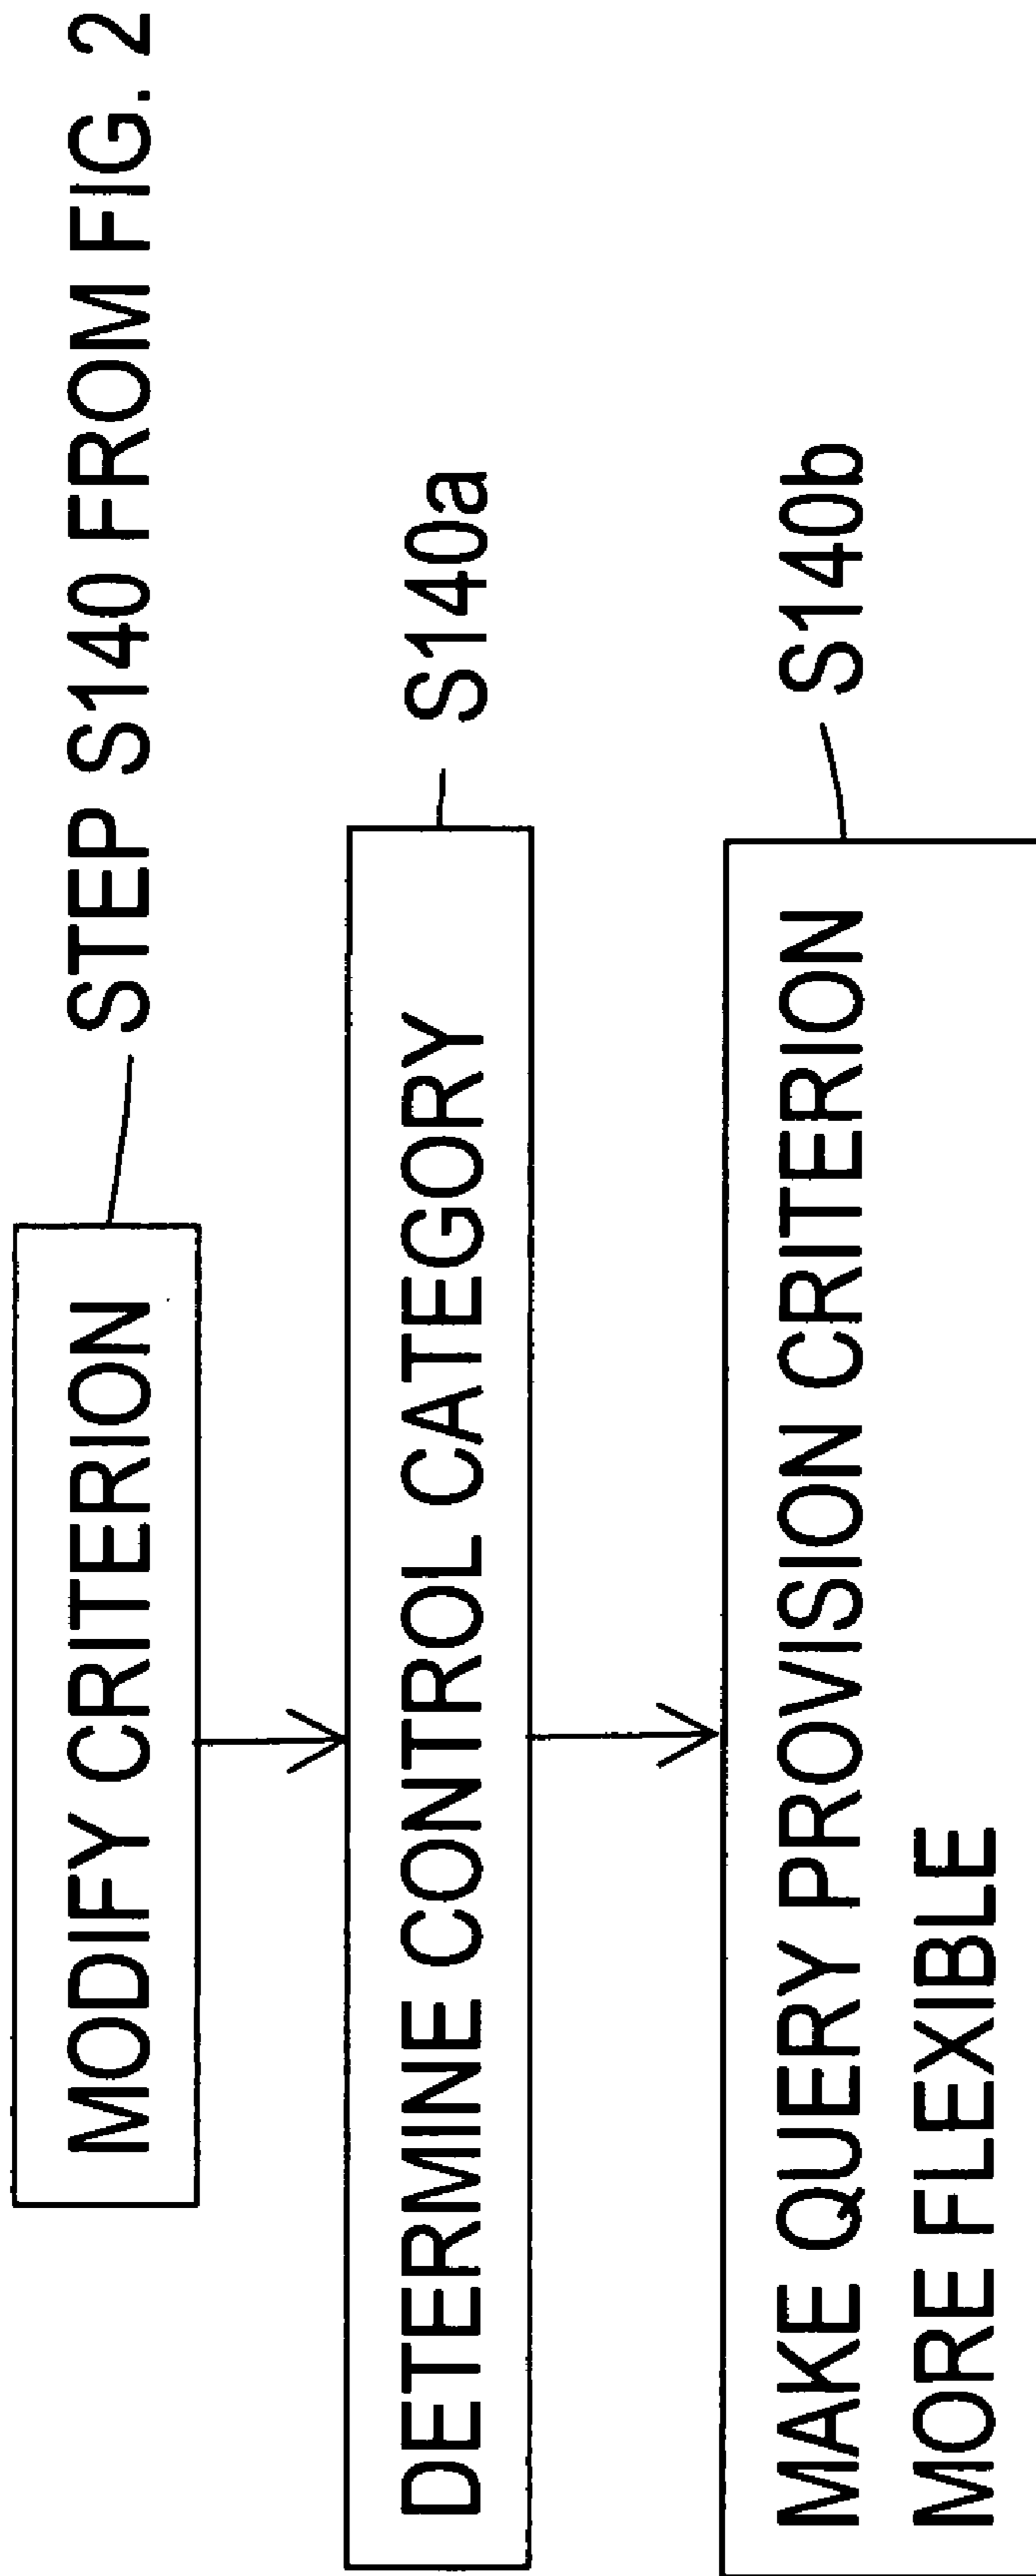 MODIFY CRITERION
STEP S140 FROM FIG. 2
DETERMINE CONTROL CATEGORY
S140a
MAKE QUERY PROVISION CRITERION
MORE FLEXIBLE
S140b